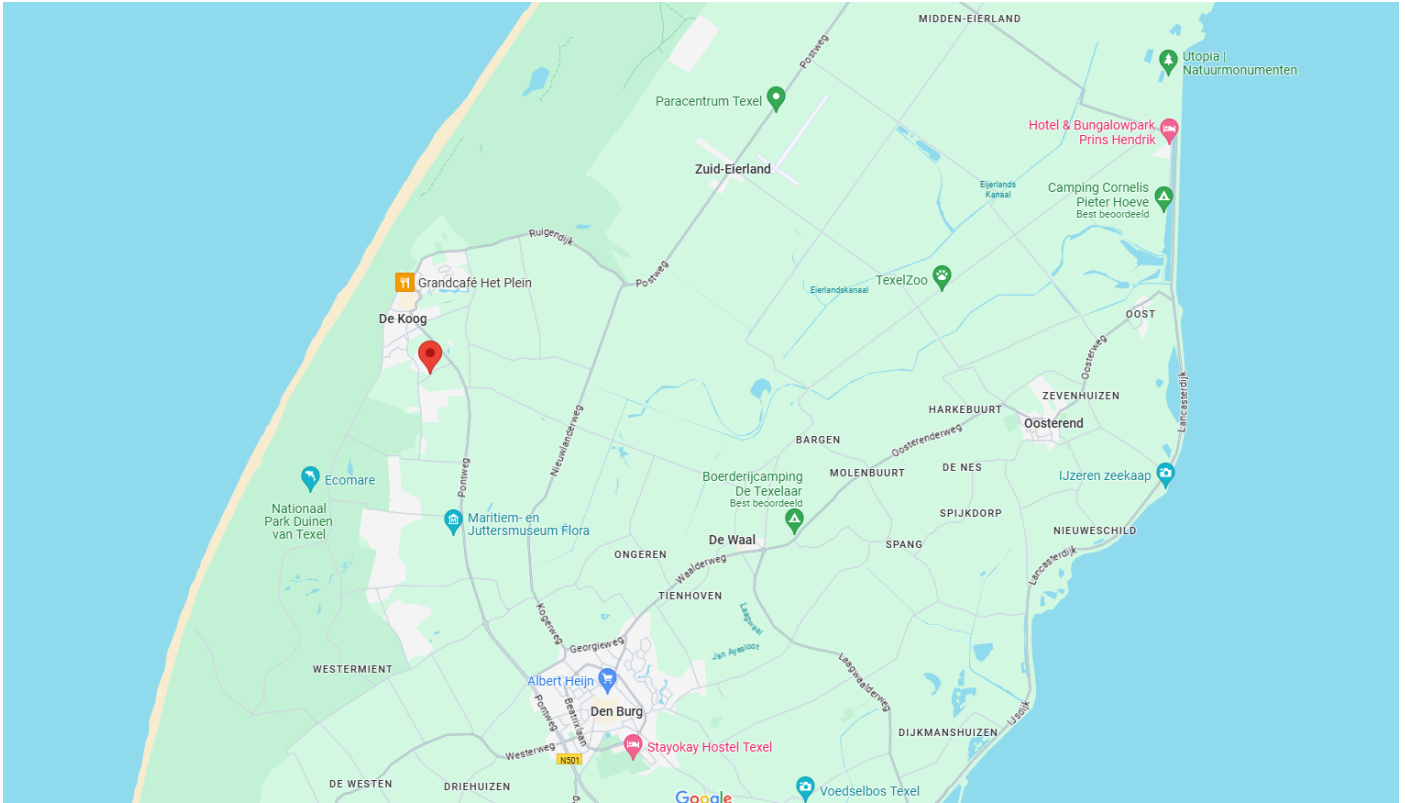 MIDDEN-EIERLAND
Postweg
Utopia |
Natuurmonumenten
Paracentrum Texel
Hotel & Bungalowpark
Prins Hendrik
Zuid-Eierland
Eijerlands
Kanaal
Camping Cornelis
Pieter Hoeve
Best beoordeeld
Ruigendijk
Postweg
Grandcafé Het Plein
TexelZoo
Eierlandskanaal
De Koog
OOST
Oosterweg
Lancasterdijk
ZEVENHUIZEN
HARKEBUURT
Oosterend
Nieuwlanderweg
BARGEN
Oosterenderweg
Pontweg
Ecomare
Boerderijcamping
De Texelaar
Best beoordeeld
MOLENBUURT
DE NES
IJzeren zeekaap
Nationaal
Park Duinen
van Texel
Maritiem- en
Juttersmuseum Flora
SPIJKDORP
NIEUWESCHILD
De Waal
SPANG
ONGEREN
Waalderweg
Lancasterdijk
TIENHOVEN
Kogerweg
Laagwaal
Georgieweg
Jan Ayesloot
WESTERMIENT
Laagwaalderweg
Albert Heijn
Pontweg
Beatrixlaan
Den Burg
IJsdijk
DIJKMANSHUIZEN
Westerweg
Stayokay Hostel Texel
N501
DE WESTEN
DRIEHUIZEN
Voedselbos Texel
Google